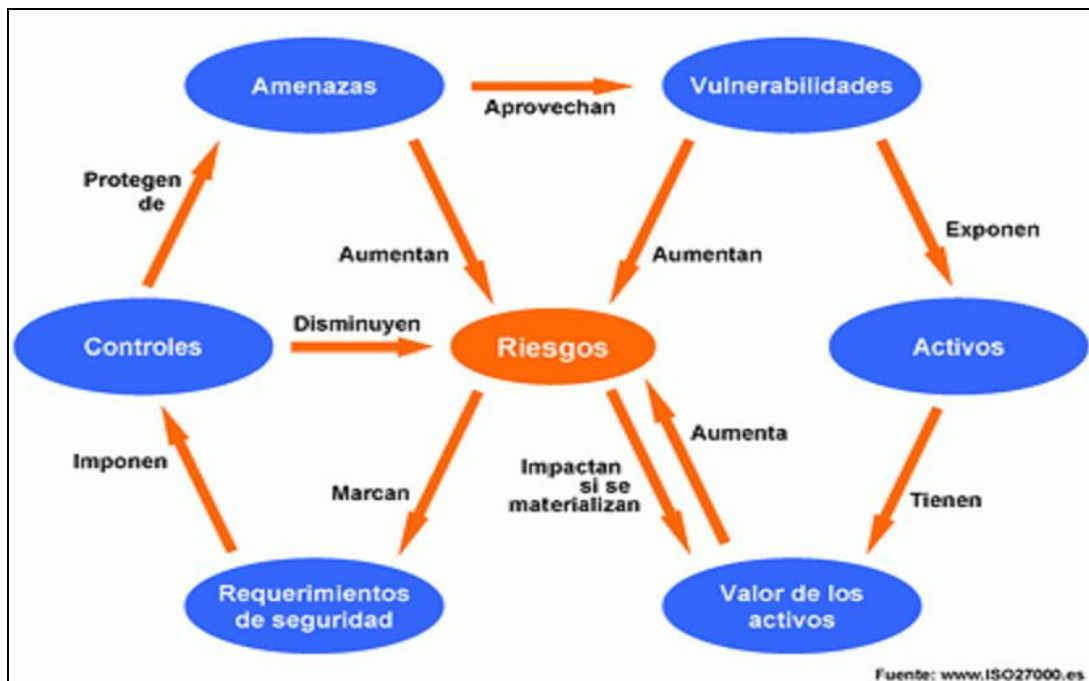 Amenazas
Aprovechan
Vulnerabilidades
Protegen
de
Aumentan
Aumentan
Exponen
Controles
Disminuyen
Riesgos
Activos
Imponen
Marcan
Impactan
si se
materializan
Aumenta
Tienen
Requerimientos
de seguridad
Valor de los
activos
Fuente: www.ISO27000.es